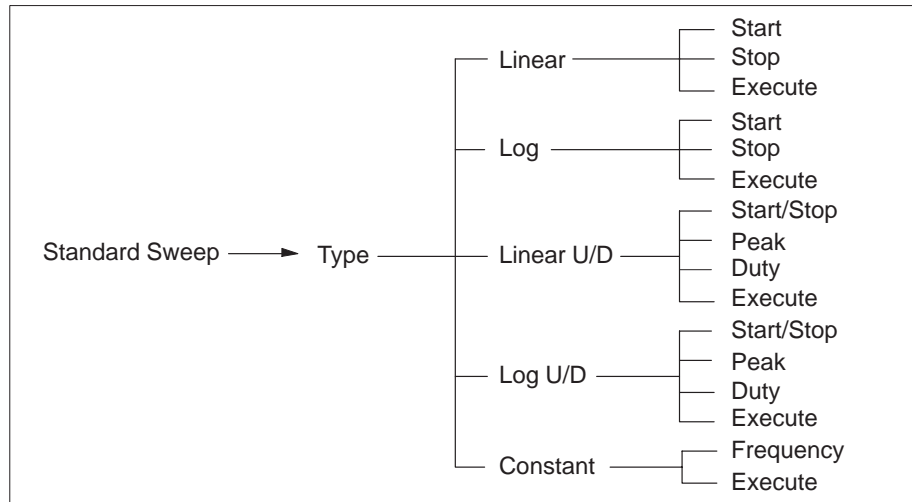 Standard Sweep
Type
Linear
Start
Stop
Execute
Log
Start
Stop
Execute
Linear U/D
Start/Stop
Peak
Duty
Execute
Log U/D
Start/Stop
Peak
Duty
Execute
Constant
Frequency
Execute